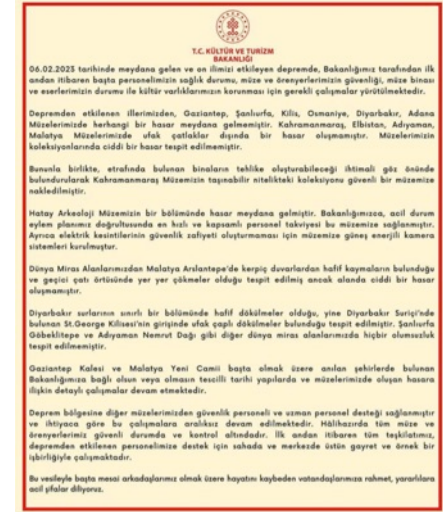 T.C. KÜLTÜR VE TURİZM
BAKANLIĞI
06.02.2023 tarihinde meydana gelen ve on ilimizi etkileyen depremde, Bakanlığımız tarafından ilk
andan itibaren başta personelimizin sağlık durumu, müze ve örenyerlerimizin güvenliği, müze binası
ve eserlerimizin durumu ile kültür varlıklarımızın korunması için gerekli çalışmalar yürütülmektedir.
Depremden etkilenen illerimizden, Gaziantep, Şanlıurfa, Kilis, Osmaniye, Diyarbakır, Adana
Müzelerimizde herhangi bir hasar meydana gelmemiştir. Kahramanmaraş, Elbistan, Adıyaman,
Malatya Müzelerimizde ufak çatlaklar dışında bir hasar oluşmamıştır. Müzelerimizin
koleksiyonlarında ciddi bir hasar tespit edilmemiştir.
Bununla birlikte, etrafında bulunan binaların tehlike oluşturabileceği ihtimali göz önünde
bulundurularak Kahramanmaraş Müzemizin taşınabilir nitelikteki koleksiyonu güvenli bir müzemize
nakledilmiştir.
Hatay Arkeoloji Müzemizin bir bölümünde hasar meydana gelmiştir. Bakanlığımızca, acil durum
eylem planımız doğrultusunda en hızlı ve kapsamlı personel takviyesi bu müzemize sağlanmıştır.
Ayrıca elektrik kesintilerinin güvenlik zafiyeti oluşturmaması için müzemize güneş enerjili kamera
sistemleri kurulmuştur.
Dünya Miras Alanlarımızdan Malatya Arslantepe'de kerpiç duvarlardan hafif kaymaların bulunduğu
ve geçici çatı örtüsünde yer yer çökmeler olduğu tespit edilmiş ancak alanda ciddi bir hasar
oluşmamıştır.
Diyarbakır surlarının sınırlı bir bölümünde hafif dökülmeler olduğu, yine Diyarbakır Suriçi'nde
bulunan St.George Kilisesi'nin girişinde ufak çaplı dökülmeler bulunduğu tespit edilmiştir. Şanlıurfa
Göbeklitepe ve Adıyaman Nemrut Dağı gibi diğer dünya miras alanlarımızda hiçbir olumsuzluk
tespit edilmemiştir.
Gaziantep Kalesi ve Malatya Yeni Camii başta olmak üzere anılan şehirlerde bulunan
Bakanlığımıza bağlı olsun veya olmasın tescilli tarihi yapılarda ve müzelerimizde oluşan hasara
ilişkin detaylı çalışmalar devam etmektedir.
Deprem bölgesine diğer müzelerimizden güvenlik personeli ve uzman personel desteği sağlanmıştır
ve ihtiyaca göre bu çalışmalara aralıksız devam edilmektedir. Hâlihazırda tüm müze ve
örenyerlerimiz güvenli durumda ve kontrol altındadır. İlk andan itibaren tüm teşkilatımız,
depremden etkilenen personelimize destek için sahada ve merkezde üstün gayret ve örnek bir
işbirliğiyle çalışmaktadır.
Bu vesileyle başta mesai arkadaşlarımız olmak üzere hayatını kaybeden vatandaşlarımıza rahmet, yaralılara
acil şifalar diliyoruz.